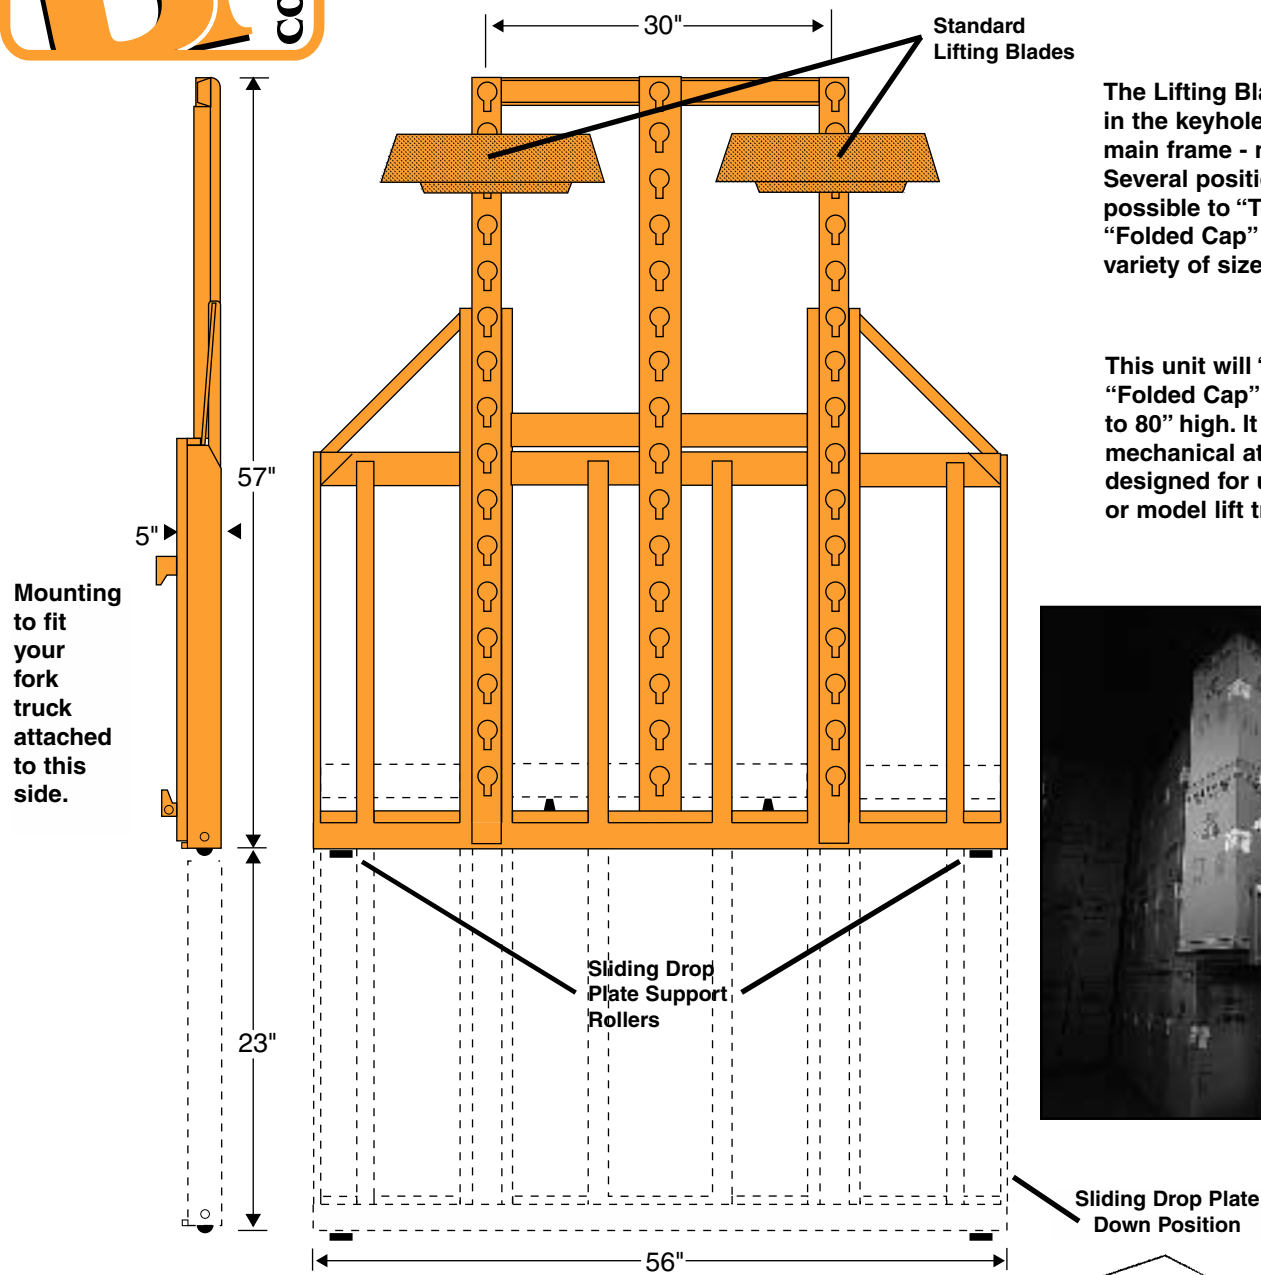 CO
30"
Standard
Lifting Blades
The Lifting Bla
in the keyhole
main frame - r
Several positi
possible to “T
“Folded Cap”
variety of size
This unit will “
“Folded Cap”
to 80” high. It
mechanical at
designed for u
or model lift tr
57"
5"
Mounting
to fit
your
fork
truck
attached
to this
side.
Sliding Drop
Plate Support
Rollers
23"
Sliding Drop Plate
Down Position
56"